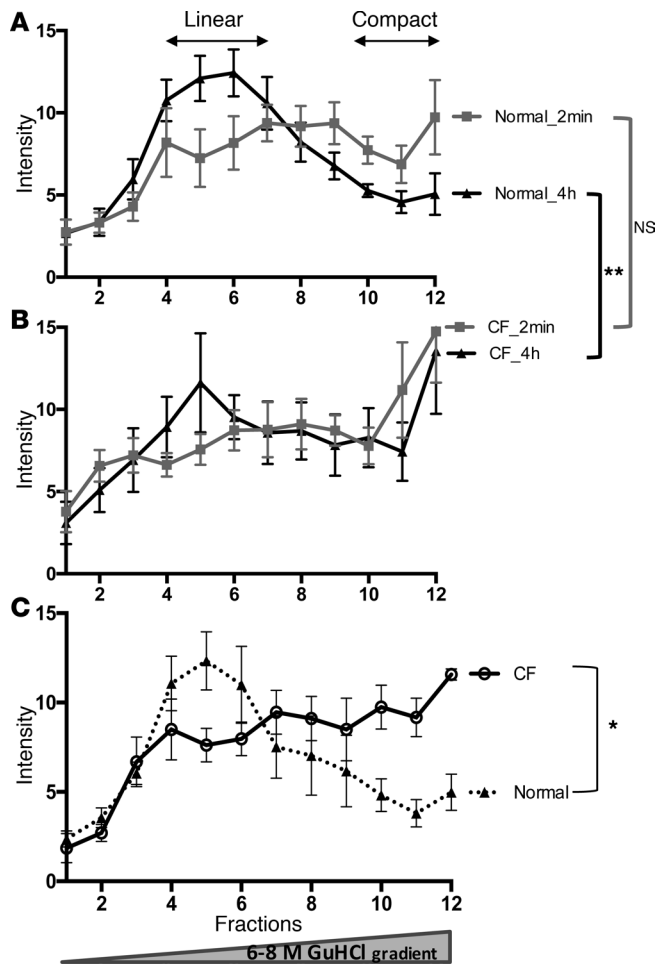 A
Linear
Compact
15
10
5
0
Intensity
2
4
6
8
10
12
Normal_2min
Normal_4h
NS
**
B
15
10
5
0
Intensity
2
4
6
8
10
12
CF_2min
CF_4h
C
15
10
5
0
Intensity
2
4
6
8
10
12
Fractions
CF
Normal
*
6-8 M GuHCl gradient